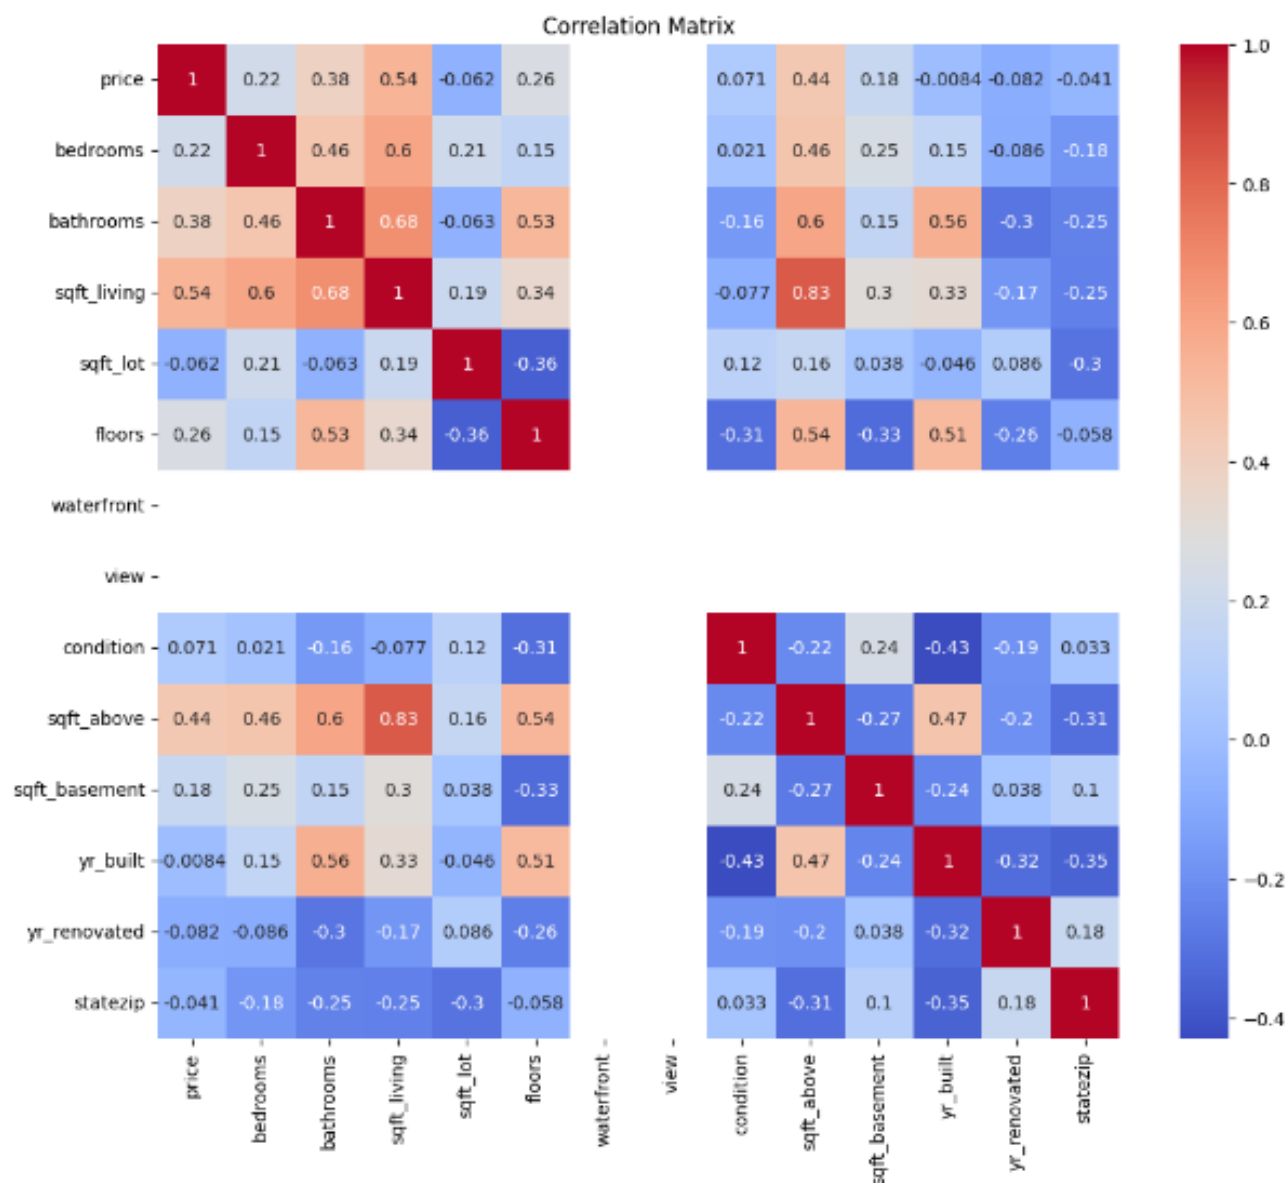 Correlation Matrix
price 1 0.22 0.38 0.54 -0.062 0.26 0.071 0.44 0.18 -0.0084 -0.082 -0.041
bedrooms 0.22 1 0.46 0.6 0.21 0.15 0.021 0.46 0.25 0.15 -0.086 -0.18
bathrooms 0.38 0.46 1 0.68 -0.063 0.53 -0.16 0.6 0.15 0.56 -0.3 -0.25
sqft_living 0.54 0.6 0.68 1 0.19 0.34 -0.077 0.83 0.3 0.33 -0.17 -0.25
sqft_lot -0.062 0.21 -0.063 0.19 1 -0.36 0.12 0.16 0.038 -0.046 0.086 -0.3
floors 0.26 0.15 0.53 0.34 -0.36 1 -0.31 0.54 -0.33 0.51 -0.26 -0.058
waterfront
view
condition 0.071 0.021 -0.16 -0.077 0.12 -0.31 1 -0.22 0.24 -0.43 -0.19 0.033
sqft_above 0.44 0.46 0.6 0.83 0.16 0.54 -0.22 1 -0.27 0.47 -0.2 -0.31
sqft_basement 0.18 0.25 0.15 0.3 0.038 -0.33 0.24 -0.27 1 -0.24 0.038 0.1
yr_built -0.0084 0.15 0.56 0.33 -0.046 0.51 -0.43 0.47 -0.24 1 -0.32 -0.35
yr_renovated -0.082 -0.086 -0.3 -0.17 0.086 -0.26 -0.19 -0.2 0.038 -0.32 1 0.18
statezip -0.041 -0.18 -0.25 -0.25 -0.3 -0.058 0.033 -0.31 0.1 -0.35 0.18 1
price bedrooms bathrooms sqft_living sqft_lot floors waterfront view condition sqft_above sqft_basement yr_built yr_renovated statezip
1.0
0.8
0.6
0.4
0.2
0.0
−0.2
−0.4